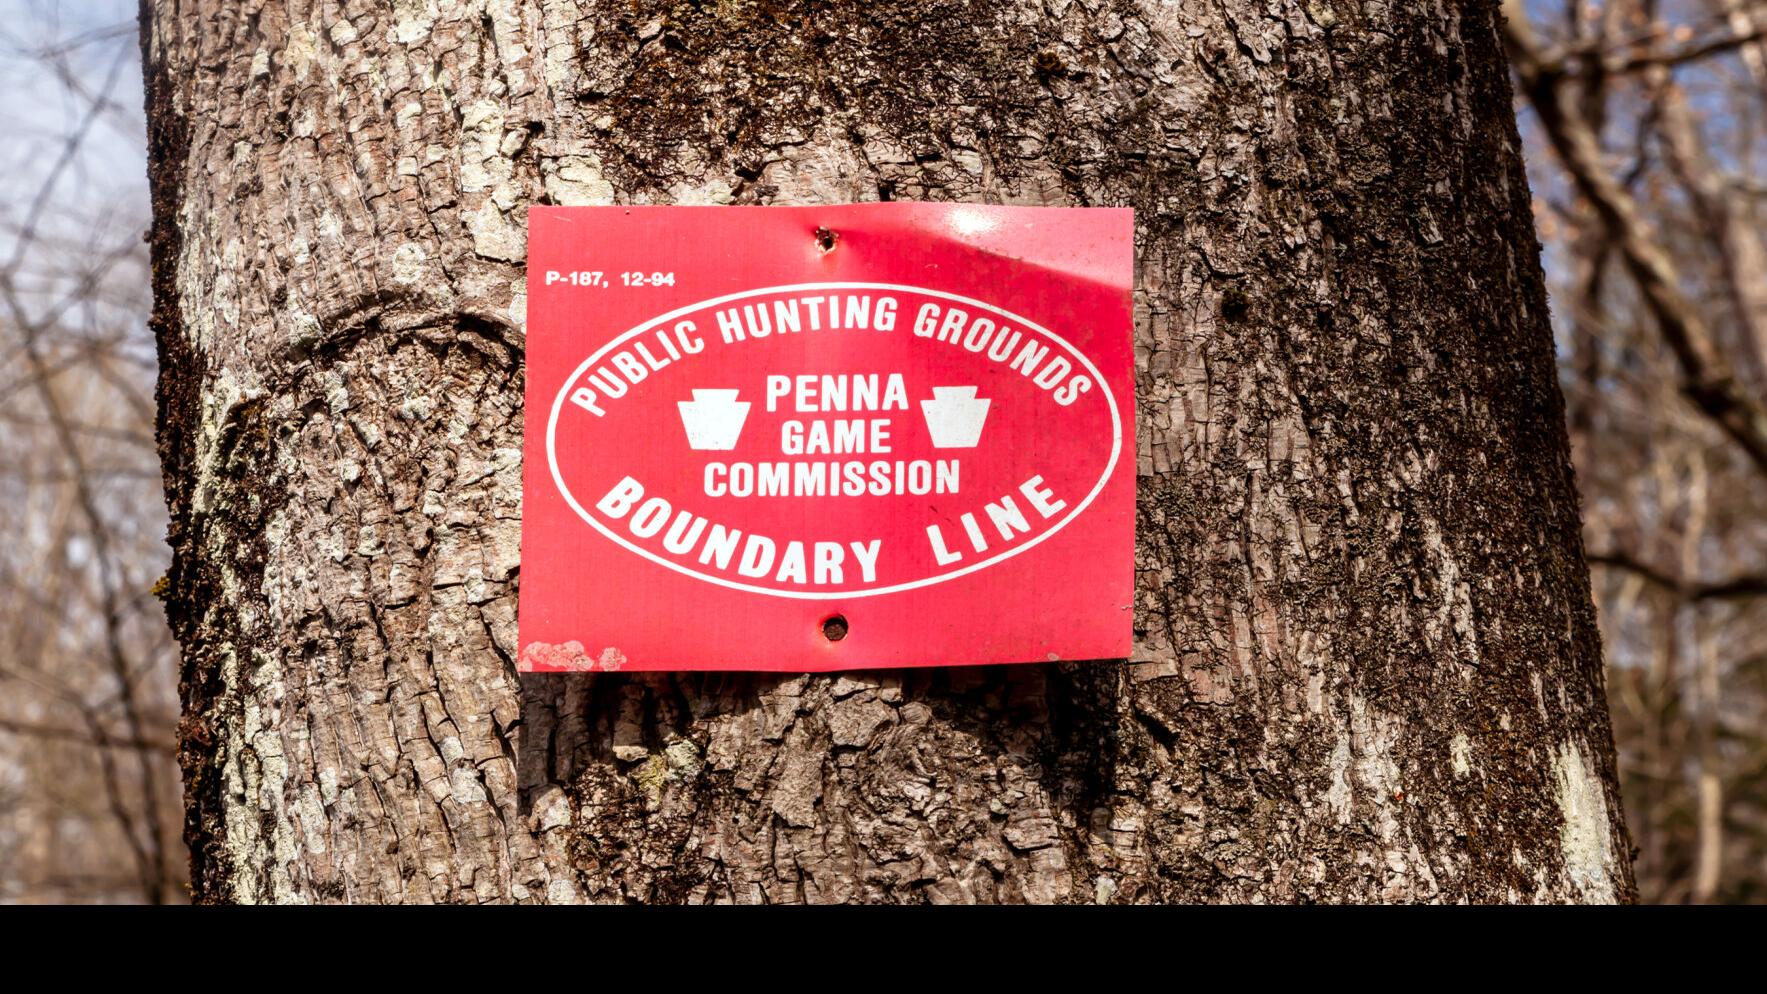 P-187, 12-94
PUBLIC HUNTING GROUNDS
PENNA
GAME
COMMISSION
BOUNDARY LINE